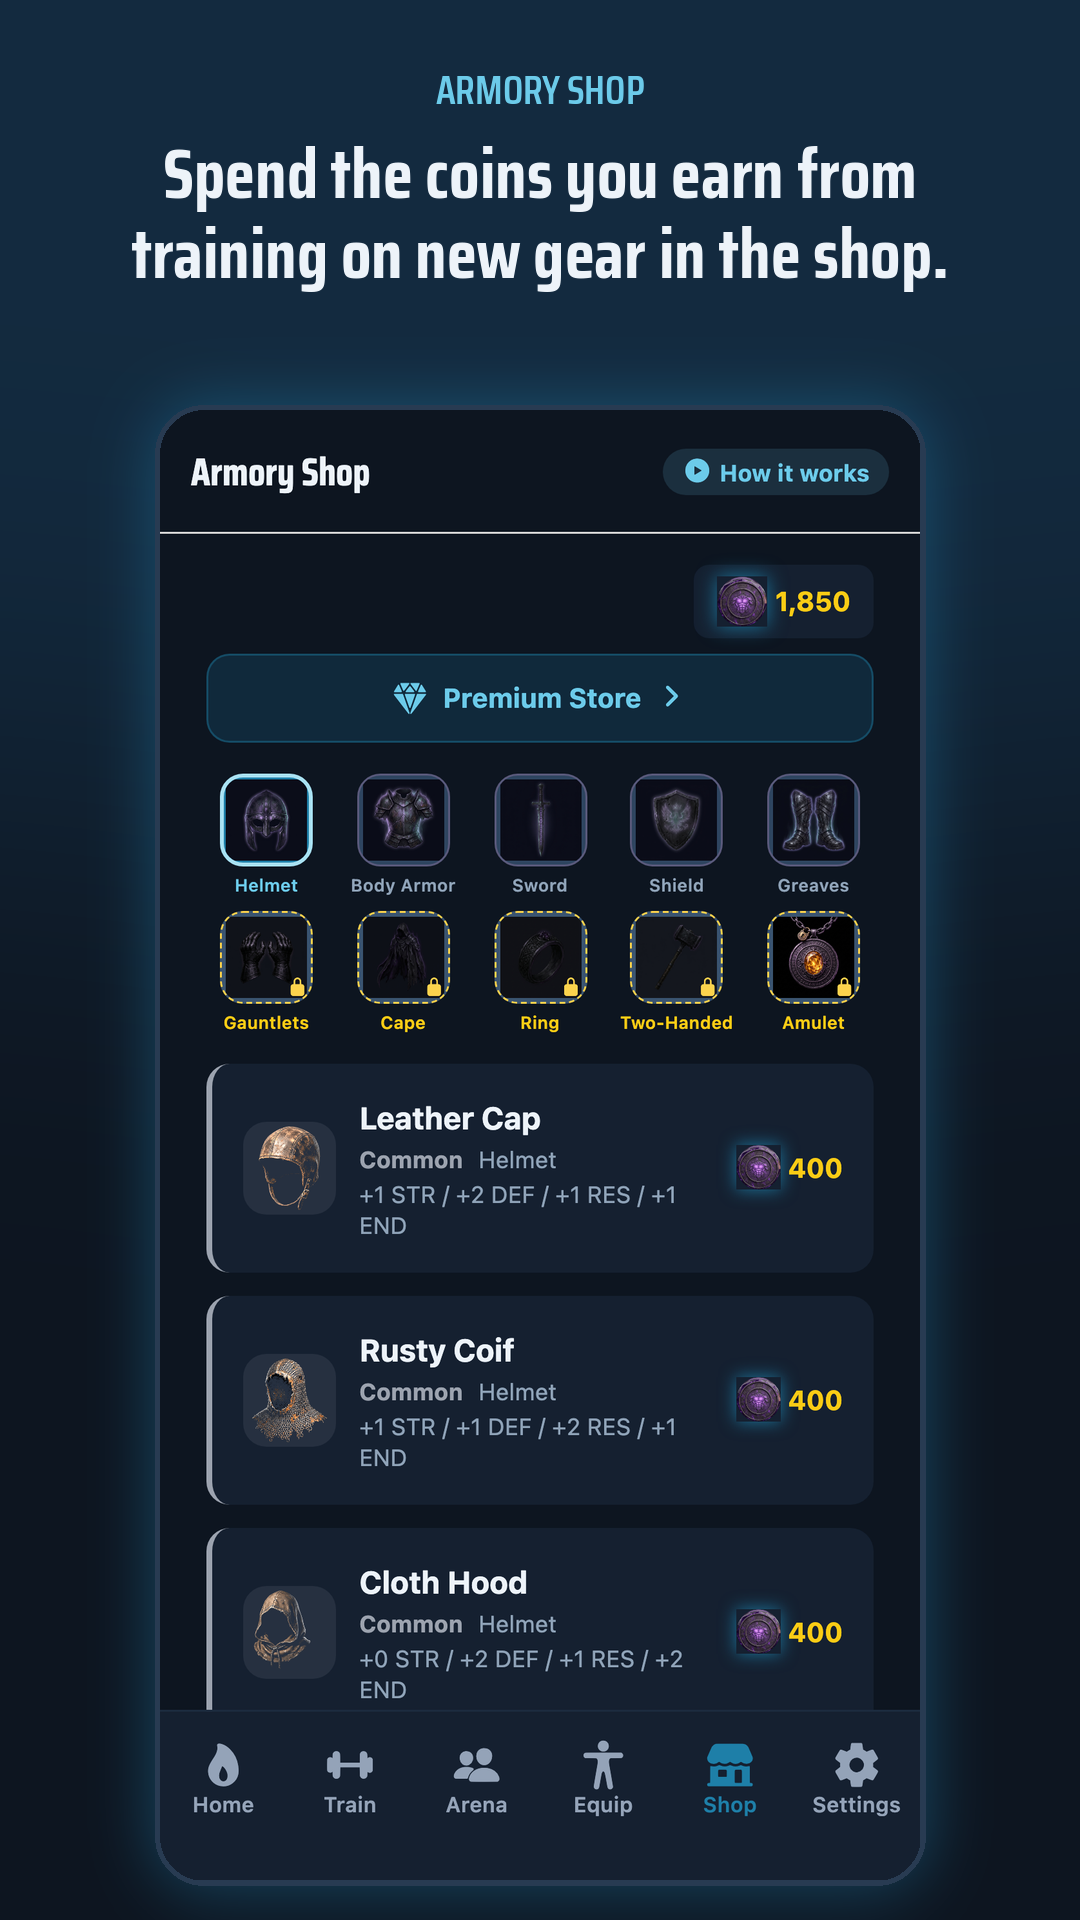 ARMORY SHOP
Spend the coins you earn from
training on new gear in the shop.
Armory Shop
How it works
1,850
Premium Store
Helmet
Body Armor
Sword
Shield
Greaves
Gauntlets
Cape
Ring
Two-Handed
Amulet
Leather Cap
Common Helmet
+1 STR / +2 DEF / +1 RES / +1
END
400
Rusty Coif
Common Helmet
+1 STR / +1 DEF / +2 RES / +1
END
400
Cloth Hood
Common Helmet
+0 STR / +2 DEF / +1 RES / +2
END
400
Home
Train
Arena
Equip
Shop
Settings